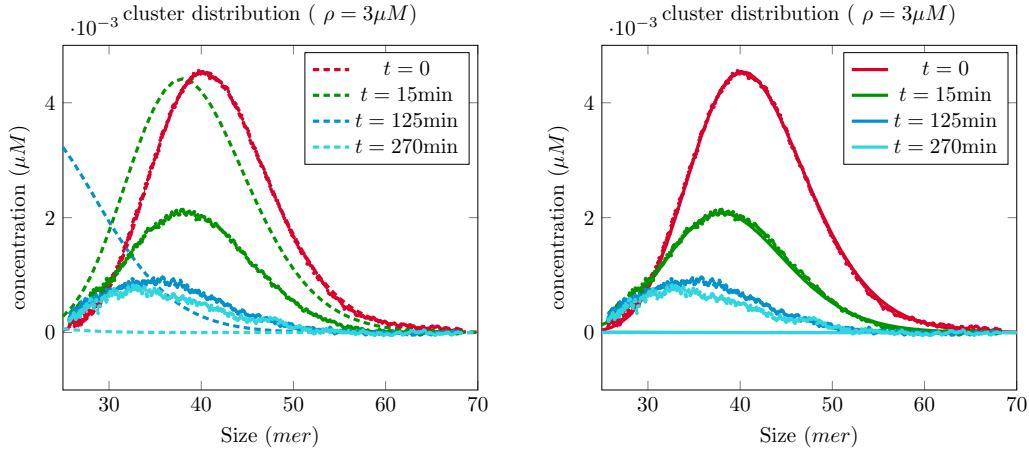 cluster distribution ( ρ = 3μM)
·10−3
t = 0
t = 15min
t = 125min
t = 270min
4
2
0
30 40 50 60 70
Size (mer)
concentration (μM)
cluster distribution ( ρ = 3μM)
·10−3
t = 0
t = 15min
t = 125min
t = 270min
4
2
0
30 40 50 60 70
Size (mer)
concentration (μM)